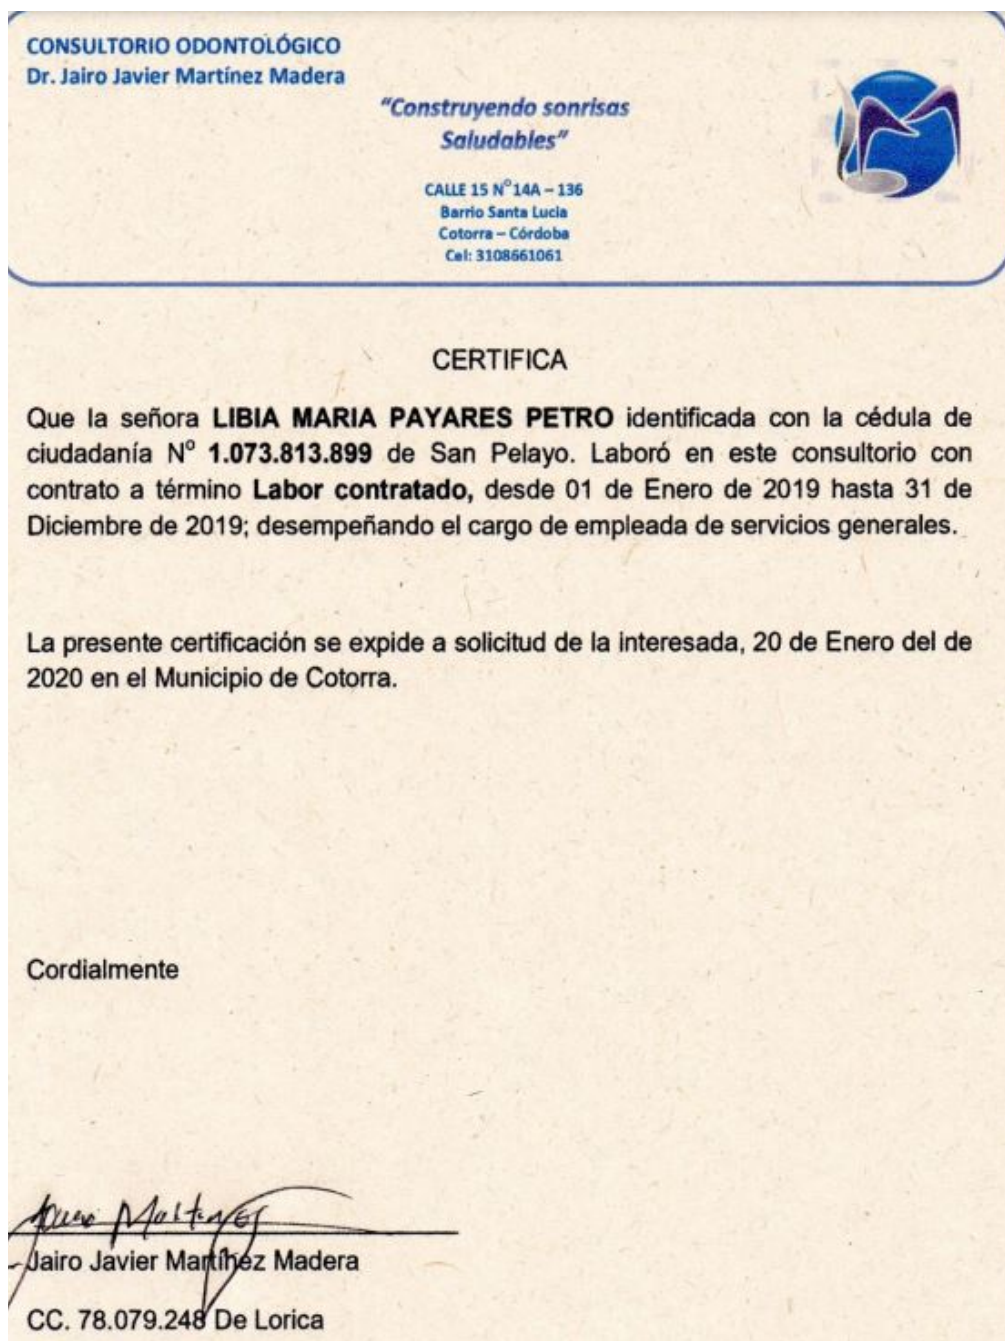 CONSULTORIO ODONTOLÓGICO
Dr. Jairo Javier Martínez Madera
"Construyendo sonrisas
Saludables"
CALLE 15 N° 14A – 136
Barrio Santa Lucia
Cotorra – Córdoba
Cel: 3108661061
CERTIFICA
Que la señora LIBIA MARIA PAYARES PETRO identificada con la cédula de
ciudadanía N° 1.073.813.899 de San Pelayo. Laboró en este consultorio con
contrato a término Labor contratado, desde 01 de Enero de 2019 hasta 31 de
Diciembre de 2019; desempeñando el cargo de empleada de servicios generales.
La presente certificación se expide a solicitud de la interesada, 20 de Enero del de
2020 en el Municipio de Cotorra.
Cordialmente
Jairo Martinez
Jairo Javier Martínez Madera
CC. 78.079.248 De Lorica